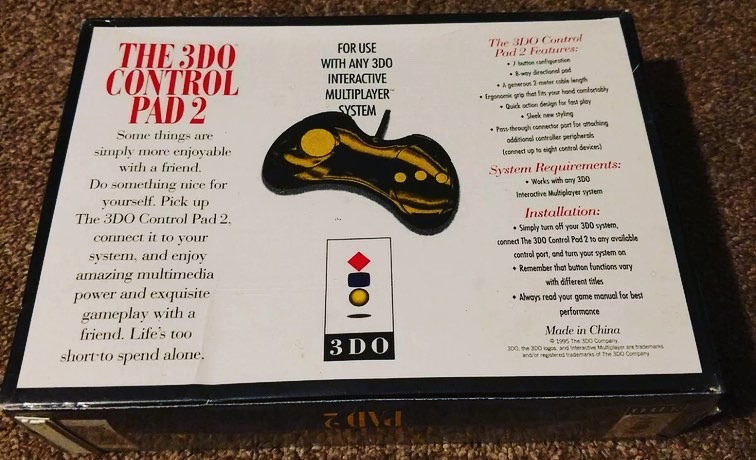 THE 3DO™
CONTROL
PAD 2
Some things are
simply more enjoyable
with a friend.
Do something nice for
yourself. Pick up
The 3DO Control Pad 2,
connect it to your
system, and enjoy
amazing multimedia
power and exquisite
gameplay with a
friend. Life's too
short to spend alone.
FOR USE
WITH ANY 3DO
INTERACTIVE
MULTIPLAYER™
SYSTEM
3DO
The 3DO Control
Pad 2 Features:
• 7 button configuration
• 8-way directional pad
• A generous 2-meter cable length
• Ergonomic grip that fits your hand comfortably
• Quick action design for fast play
• Sleek new styling
• Pass-through connector port for attaching
additional controller peripherals
(connect up to eight control devices)
System Requirements:
• Works with any 3DO
Interactive Multiplayer system
Installation:
• Simply turn off your 3DO system,
connect The 3DO Control Pad 2 to any available
control port, and turn your system on
• Remember that button functions vary
with different titles
• Always read your game manual for best
performance
Made in China
© 1995 The 3DO Company.
3DO, the 3DO logos, and Interactive Multiplayer are trademarks
and/or registered trademarks of The 3DO Company.
PAD 2